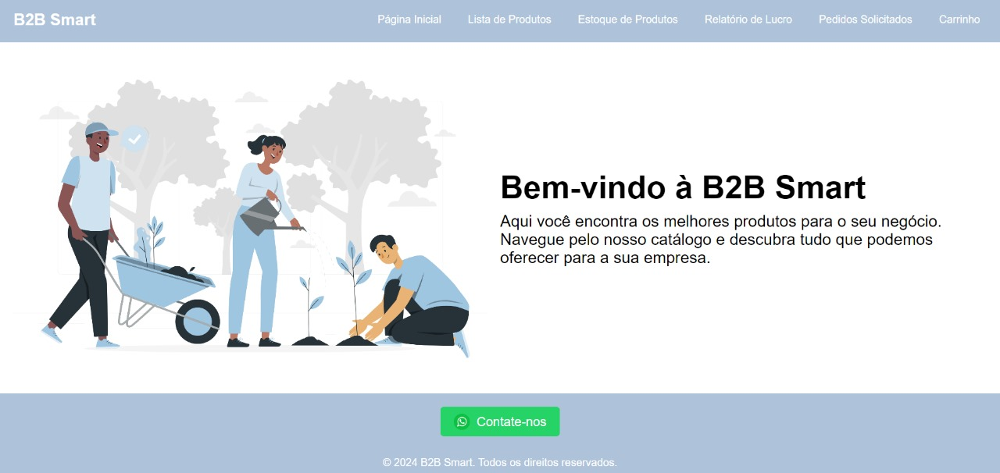 B2B Smart
Página Inicial
Lista de Produtos
Estoque de Produtos
Relatório de Lucro
Pedidos Solicitados
Carrinho
Bem-vindo à B2B Smart
Aqui você encontra os melhores produtos para o seu negócio.
Navegue pelo nosso catálogo e descubra tudo que podemos
oferecer para a sua empresa.
Contate-nos
© 2024 B2B Smart. Todos os direitos reservados.